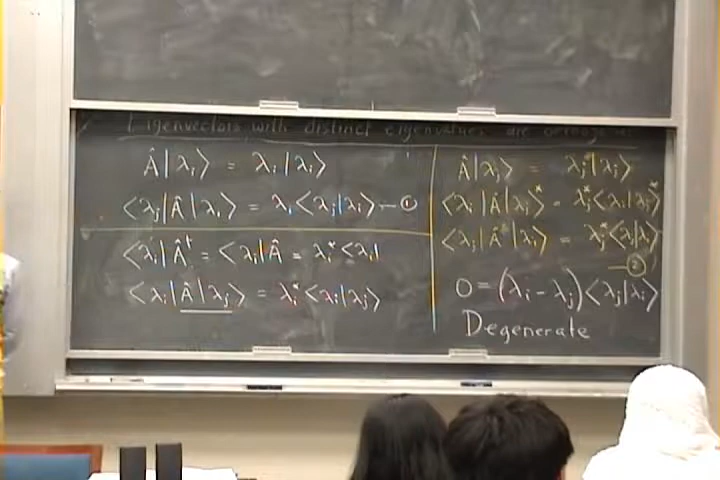 Eigenvectors with distinct eigenvalues are
Â|λᵢ⟩ = λᵢ|λᵢ⟩
⟨λⱼ|Â|λᵢ⟩ = λᵢ⟨λⱼ|λᵢ⟩ — ①
⟨λᵢ|Â† = ⟨λᵢ|Â = λᵢ*⟨λᵢ|
⟨λᵢ|Â|λⱼ⟩ = λᵢ*⟨λᵢ|λⱼ⟩
Â|λⱼ⟩ = λⱼ|λⱼ⟩
⟨λᵢ|Â|λⱼ⟩* = λⱼ*⟨λᵢ|λⱼ⟩*
⟨λⱼ|Â†|λᵢ⟩ = λⱼ*⟨λⱼ|λᵢ⟩
— ②
0 = (λᵢ − λⱼ)⟨λⱼ|λᵢ⟩
Degenerate